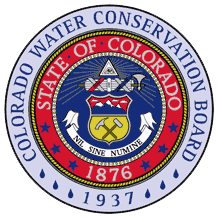 COLORADO WATER CONSERVATION BOARD
1937
STATE OF COLORADO
1876
NIL SINE NUMINE